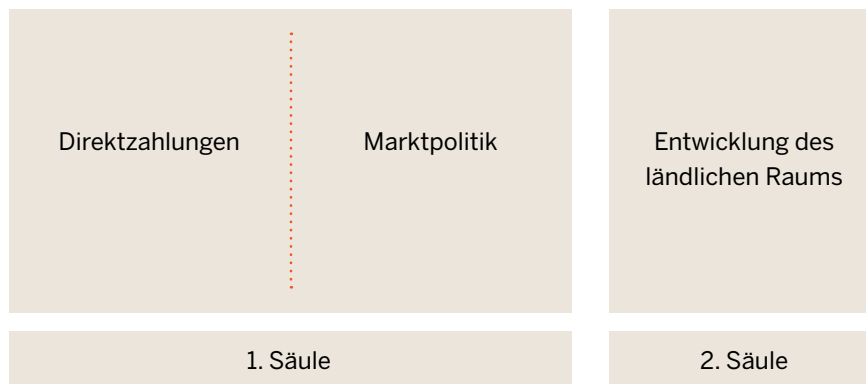 Direktzahlungen
Marktpolitik
Entwicklung des
ländlichen Raums
1. Säule
2. Säule